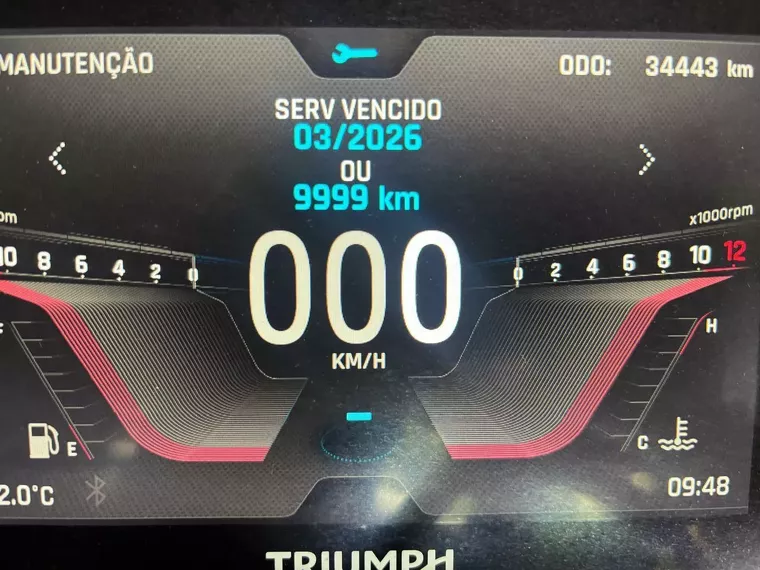 MANUTENÇÃO
ODO: 34443 km
SERV VENCIDO
03/2026
OU
9999 km
x1000rpm
10 8 6 4 2 0
0 2 4 6 8 10 12
000
KM/H
H
E
C
2.0°C
09:48
TRIUMPH